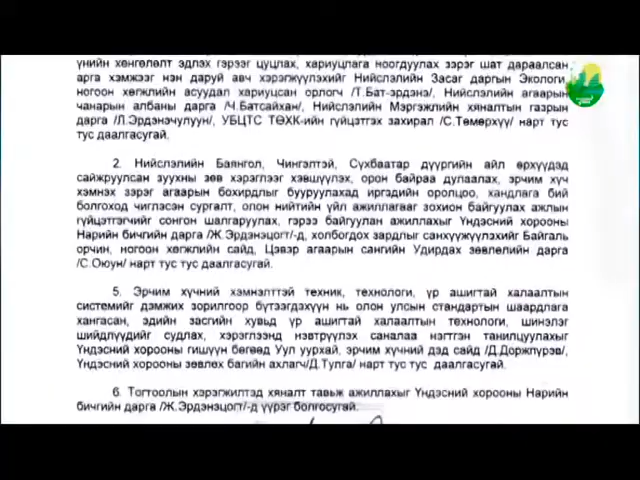 үнийн хөнгөлөлт эдлэх гэрээг цуцлах, хариуцлага ноогдуулах зэрэг шат дараалсан
арга хэмжээг нэн даруй авч хэрэгжүүлэхийг Нийслэлийн Засаг даргын Экологи
ногоон хөгжлийн асуудал хариуцсан орлогч /Т.Бат-эрдэнэ/, Нийслэлийн агаарын
чанарын албаны дарга /Ч.Батсайхан/, Нийслэлийн Мэргэжлийн хяналтын газрын
дарга /Л.Эрдэнэчулуун/, УБЦТС ТӨХК-ийн гүйцэтгэх захирал /С.Төмөрхүү/ нарт тус
тус даалгасугай.
2. Нийслэлийн Баянгол, Чингэлтэй, Сүхбаатар дүүргийн айл өрхүүдэд
сайжруулсан зуухны зөв хэрэглээг хэвшүүлэх, орон байраа дулаалах, эрчим хүч
хэмнэх зэрэг агаарын бохирдлыг бууруулахад иргэдийн оролцоо, хандлага бий
болгоход чиглэсэн сургалт, олон нийтийн үйл ажиллагааг зохион байгуулах ажлын
гүйцэтгэгчийг сонгон шалгаруулах, гэрээ байгуулан ажиллахыг Үндэсний хорооны
Нарийн бичгийн дарга /Ж.Эрдэнэцогт/-д, холбогдох зардлыг санхүүжүүлэхийг Байгаль
орчин, ногоон хөгжлийн сайд, Цэвэр агаарын сангийн Удирдах зөвлөлийн дарга
/С.Оюун/ нарт тус тус даалгасугай.
5. Эрчим хүчний хэмнэлттэй техник, технологи, үр ашигтай халаалтын
системийг дэмжих зорилгоор бүтээгдэхүүн нь олон улсын стандартын шаардлага
хангасан, эдийн засгийн хувьд үр ашигтай халаалтын технологи, шинэлэг
шийдлүүдийг судлах, хэрэглээнд нэвтрүүлэх саналаа нэгтгэн танилцуулахыг
Үндэсний хорооны гишүүн бөгөөд Уул уурхай, эрчим хүчний дэд сайд /Д.Доржпүрэв/,
Үндэсний хорооны зөвлөх багийн ахлагч/Д.Тулга/ нарт тус тус даалгасугай.
6. Тогтоолын хэрэгжилтэд хяналт тавьж ажиллахыг Үндэсний хорооны Нарийн
бичгийн дарга /Ж.Эрдэнэцогт/-д үүрэг болгосугай.